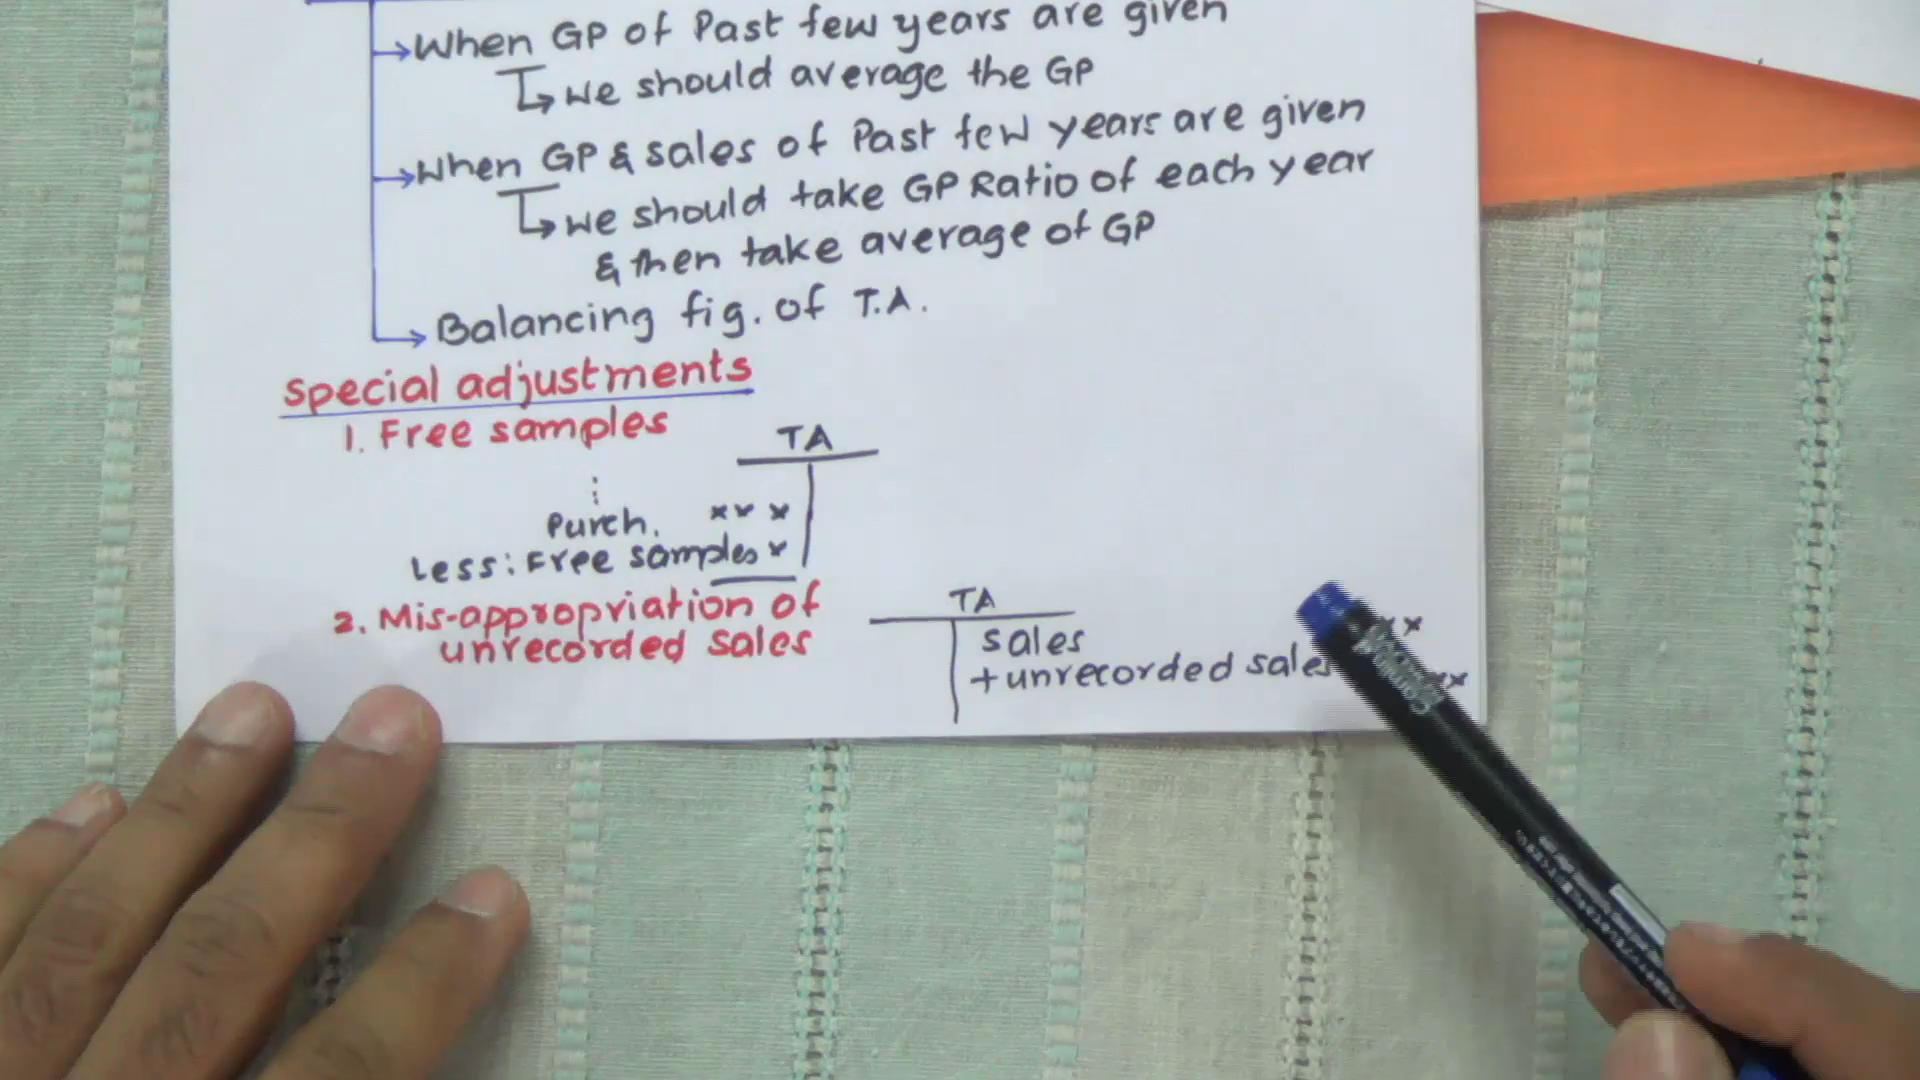 When GP of Past few years are given
we should average the GP
When GP & sales of Past few years are given
we should take GP Ratio of each year
& then take average of GP
Balancing fig. of T.A.
Special adjustments
1. Free samples
TA
Purch. xxx
Less: Free samples x
2. Mis-appropriation of
unrecorded sales
TA
sales xx
+unrecorded sales xx